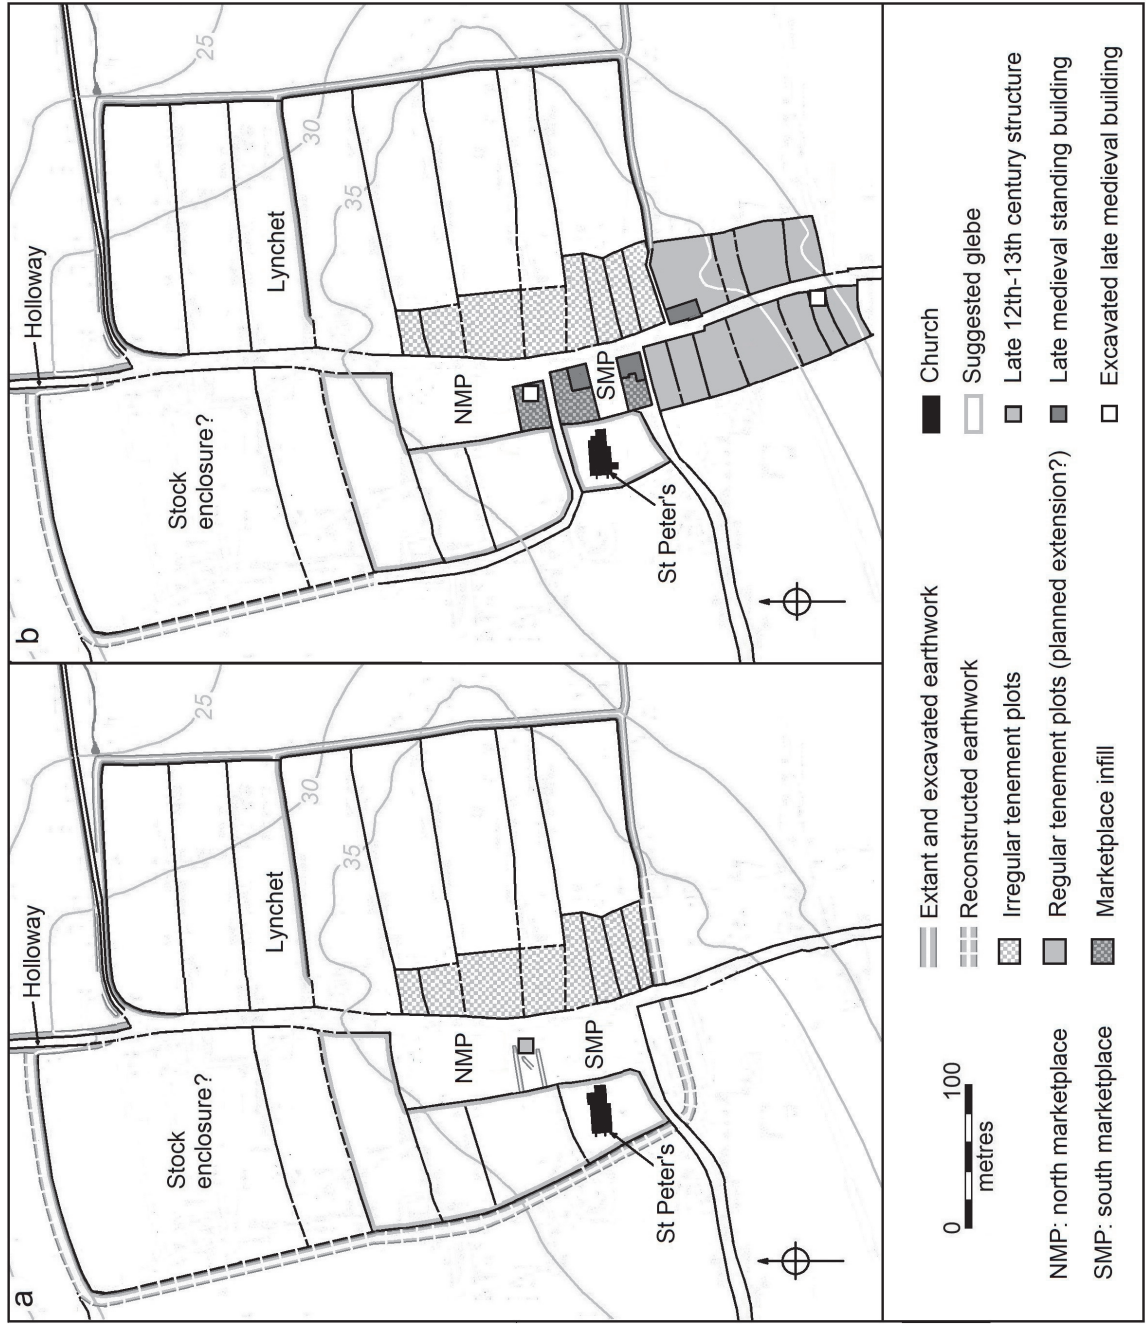 a
Holloway
25
30
Lynchet
35
Stock
enclosure?
NMP
SMP
St Peter's
b
Holloway
25
30
Lynchet
35
Stock
enclosure?
NMP
SMP
St Peter's
0
100
metres
NMP: north marketplace
SMP: south marketplace
Extant and excavated earthwork
Reconstructed earthwork
Irregular tenement plots
Regular tenement plots (planned extension?)
Marketplace infill
Church
Suggested glebe
Late 12th-13th century structure
Late medieval standing building
Excavated late medieval building